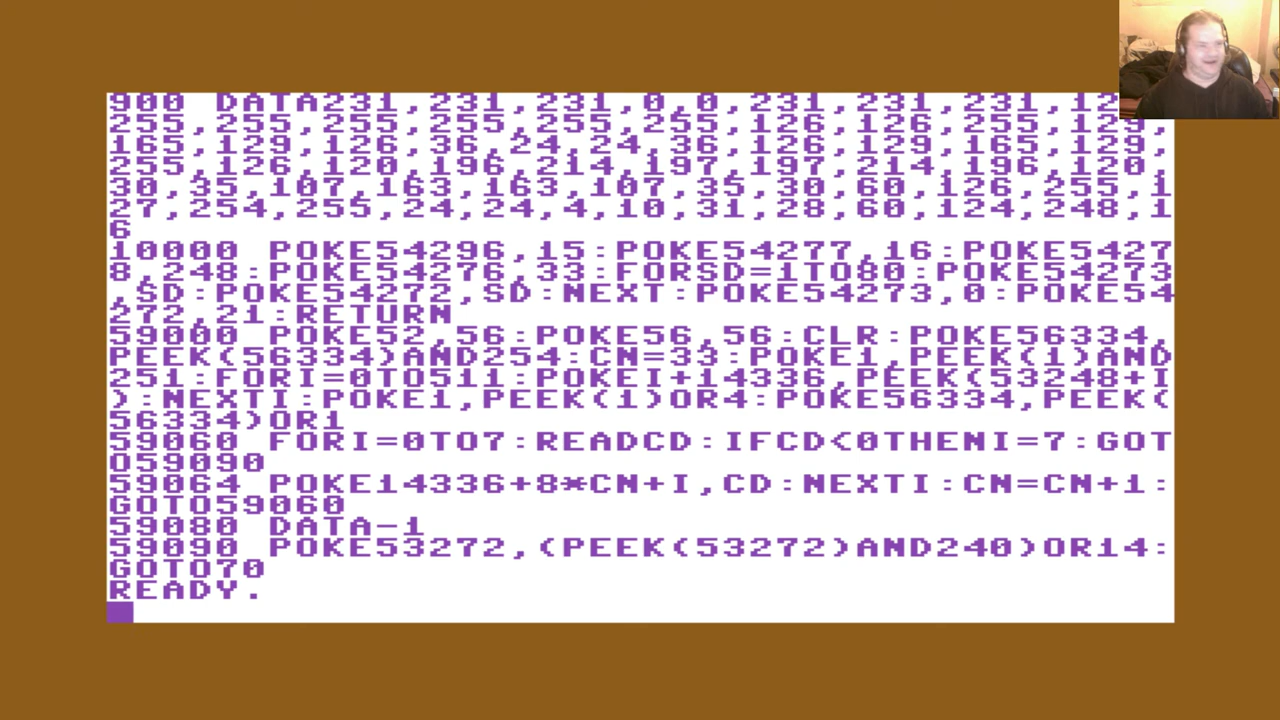 900 DATA231,231,231,0,0,231,231,231,12
255,255,255,255,255,255,126,126,255,129,
165,129,126,36,24,24,36,126,129,165,129,
255,126,120,196,214,197,197,214,196,120,
30,35,107,163,163,107,35,30,60,126,255,1
27,254,255,24,24,4,10,31,28,60,124,248,1
6
10000 POKE54296,15:POKE54277,16:POKE5427
8,248:POKE54276,33:FORSD=1TO80:POKE54273
,SD:POKE54272,SD:NEXT:POKE54273,0:POKE54
272,21:RETURN
59000 POKE52,56:POKE56,56:CLR:POKE56334,
PEEK(56334)AND254:CN=33:POKE1,PEEK(1)AND
251:FORI=0TO511:POKEI+14336,PEEK(53248+I
):NEXTI:POKE1,PEEK(1)OR4:POKE56334,PEEK(
56334)OR1
59060 FORI=0TO7:READCD:IFCD<0THENI=7:GOT
O59090
59064 POKE14336+8*CN+I,CD:NEXTI:CN=CN+1:
GOTO59060
59080 DATA-1
59090 POKE53272,(PEEK(53272)AND240)OR14:
GOTO70
READY.